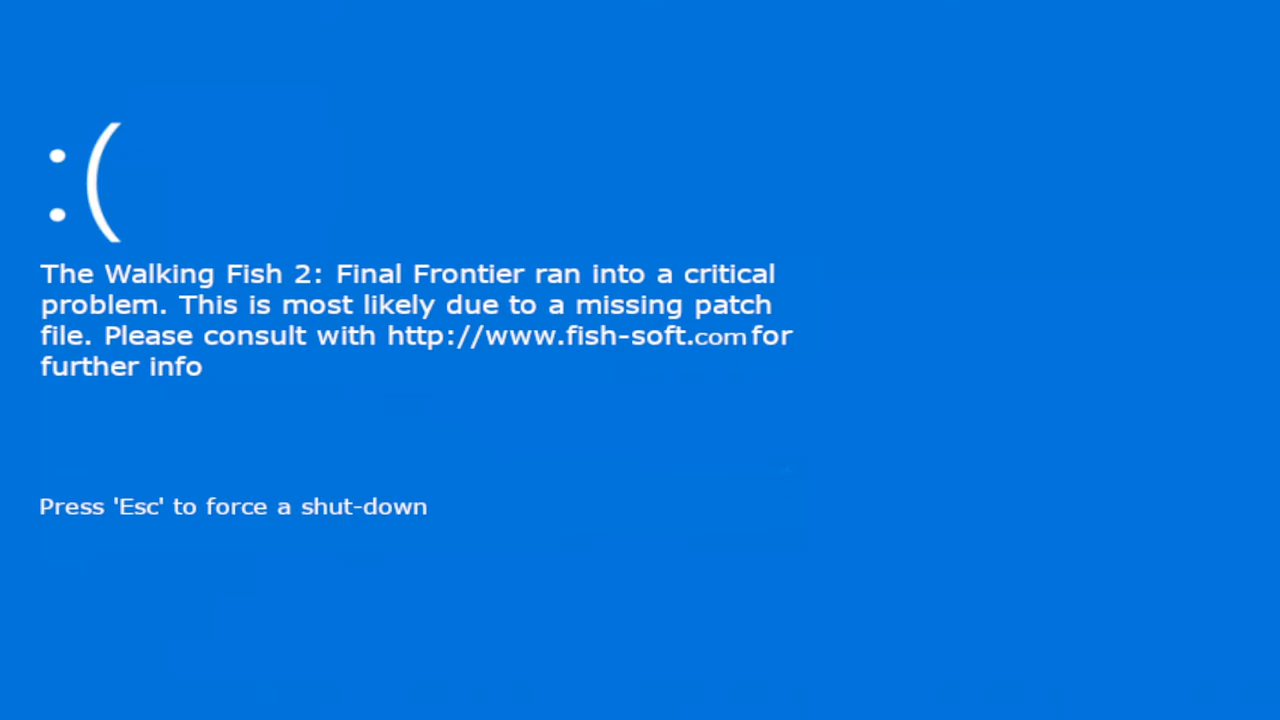 :(
The Walking Fish 2: Final Frontier ran into a critical
problem. This is most likely due to a missing patch
file. Please consult with http://www.fish-soft.com for
further info
Press 'Esc' to force a shut-down